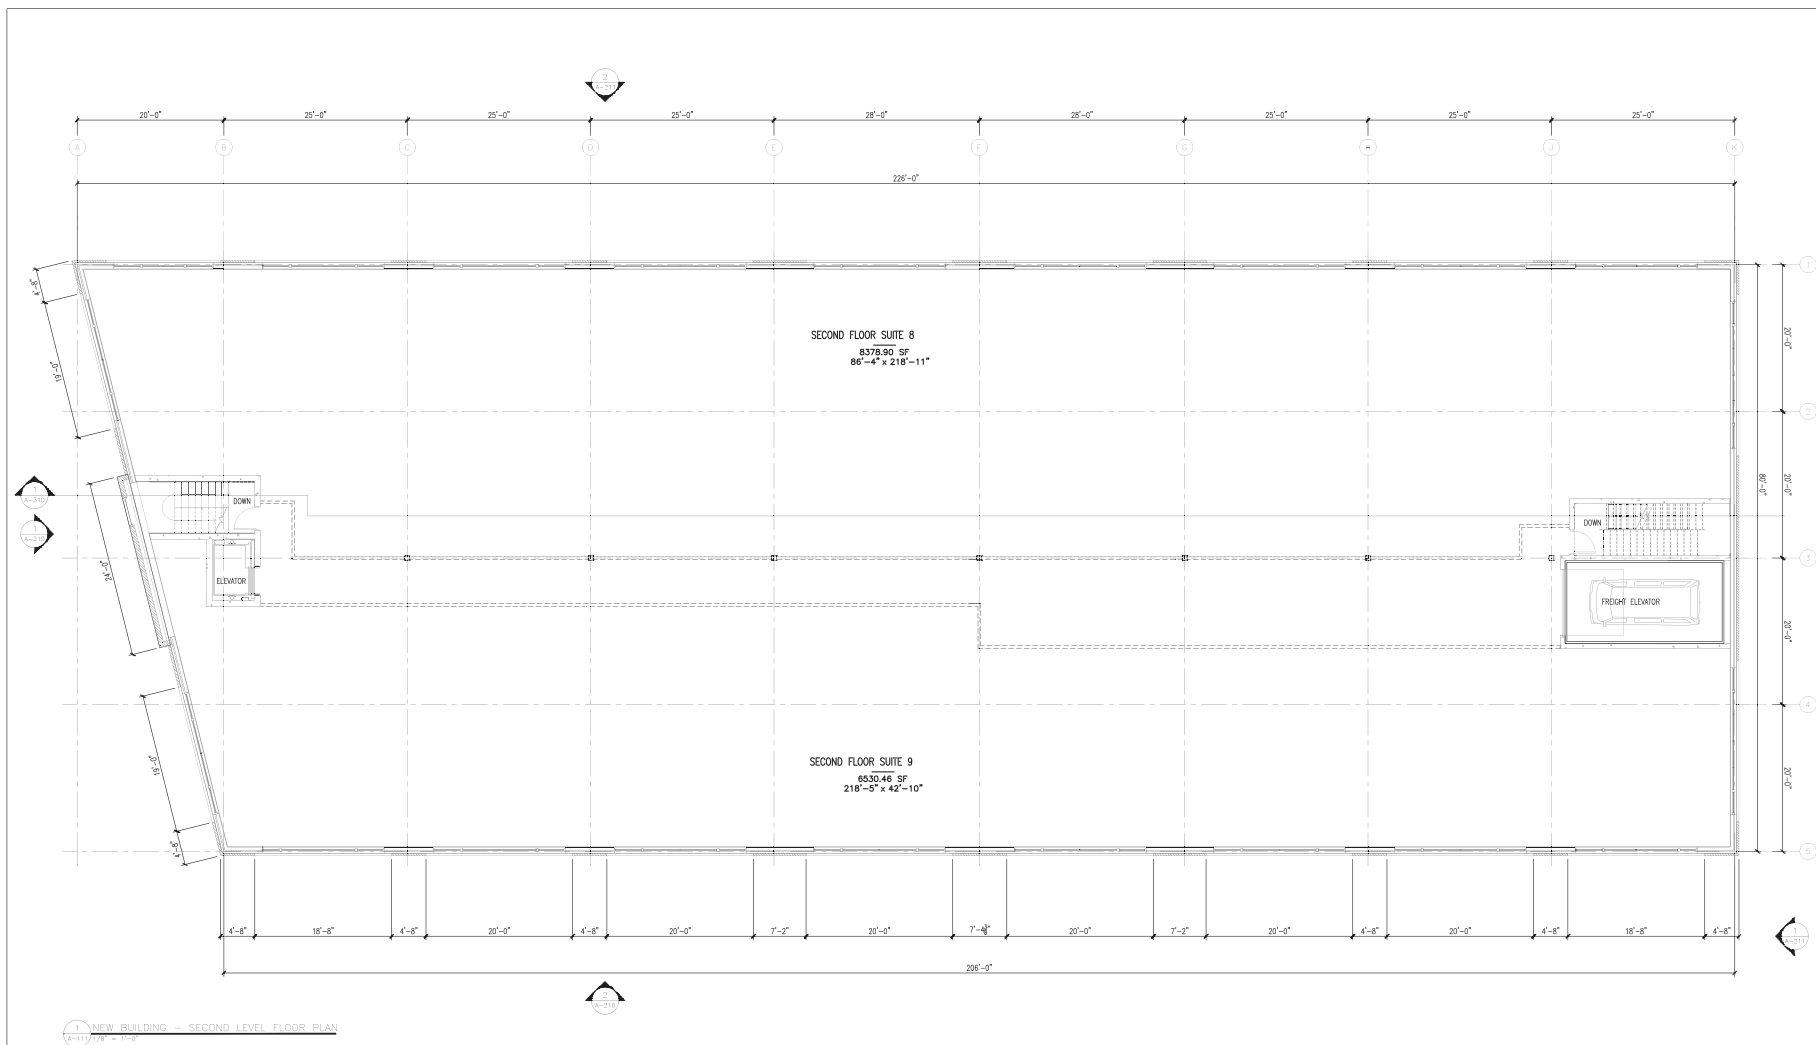 2
A-211
20'-0"
25'-0"
25'-0"
25'-0"
28'-0"
28'-0"
25'-0"
25'-0"
25'-0"
A
B
C
D
E
F
G
H
J
K
226'-0"
1
4'-8"
19'-0"
SECOND FLOOR SUITE 8
8378.90 SF
86'-4" x 218'-11"
20'-0"
2
1
A-310
1
A-210
24'-0"
DOWN
ELEVATOR
DOWN
FREIGHT ELEVATOR
20'-0"
80'-0"
3
20'-0"
4
19'-0"
4'-8"
SECOND FLOOR SUITE 9
6530.46 SF
218'-5" x 42'-10"
20'-0"
5
4'-8"
18'-8"
4'-8"
20'-0"
4'-8"
20'-0"
7'-2"
20'-0"
20'-0"
7'-2"
20'-0"
4'-8"
20'-0"
4'-8"
18'-8"
4'-8"
1
A-211
206'-0"
2
A-210
1
NEW BUILDING - SECOND LEVEL FLOOR PLAN
A-111
1/8" = 1'-0"